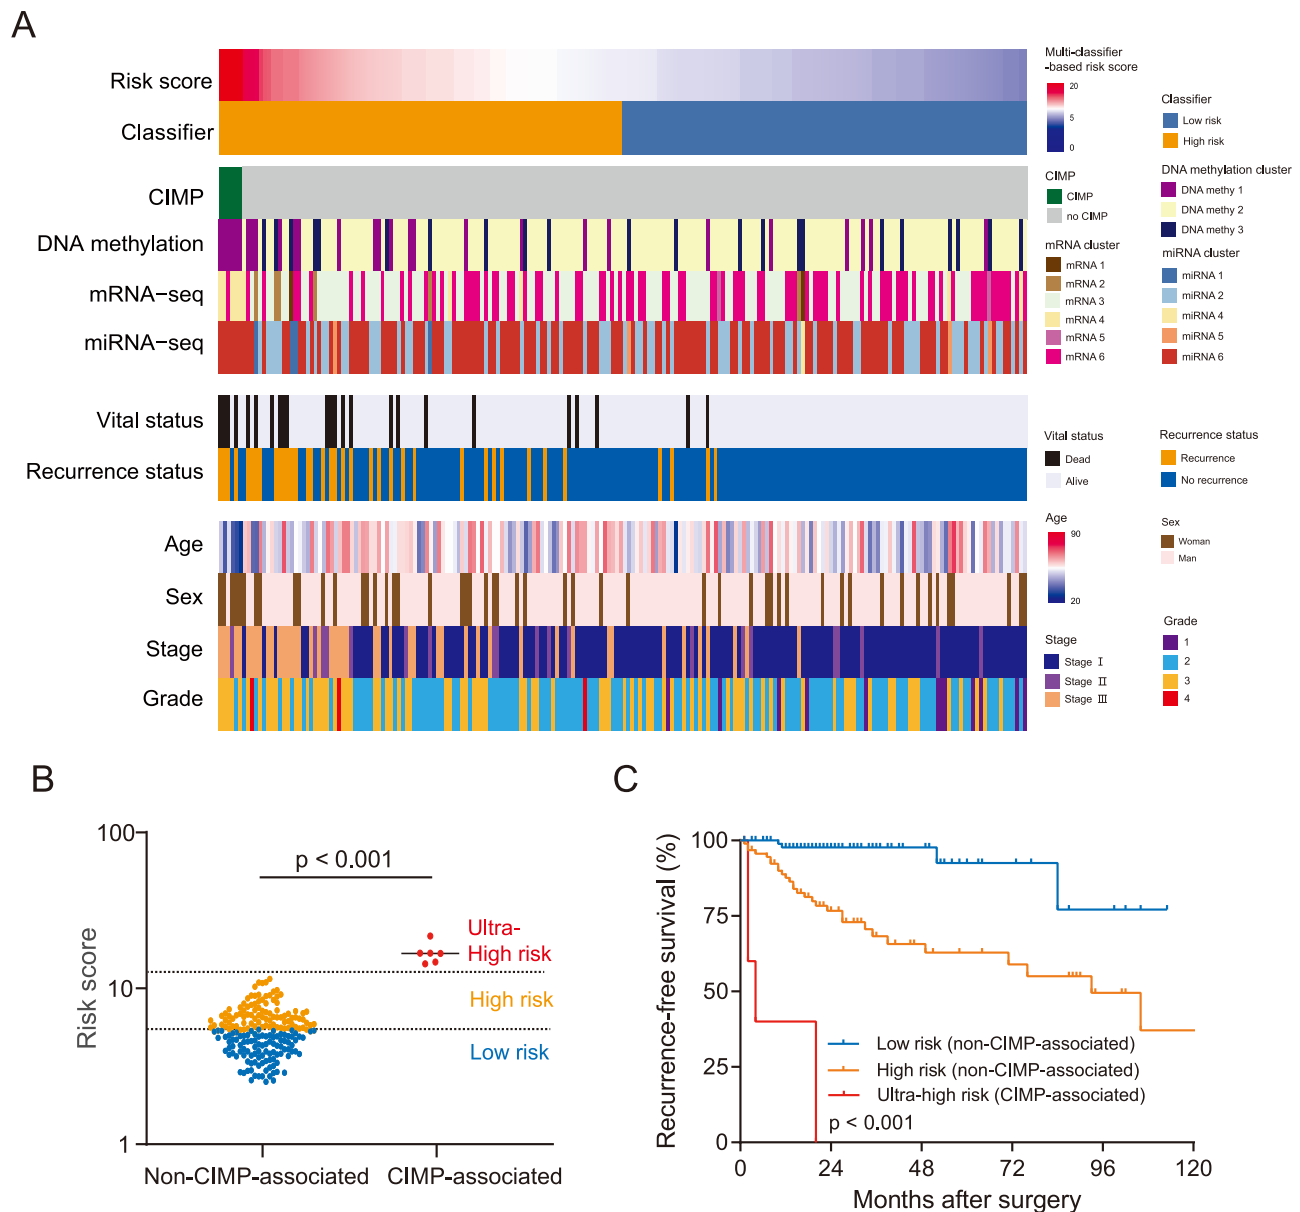 A
Risk score
Classifier
CIMP
DNA methylation
mRNA−seq
miRNA−seq
Vital status
Recurrence status
Age
Sex
Stage
Grade
Multi-classifier
-based risk score
20
5
0
Classifier
Low risk
High risk
CIMP
CIMP
no CIMP
DNA methylation cluster
DNA methy 1
DNA methy 2
DNA methy 3
mRNA cluster
mRNA 1
mRNA 2
mRNA 3
mRNA 4
mRNA 5
mRNA 6
miRNA cluster
miRNA 1
miRNA 2
miRNA 4
miRNA 5
miRNA 6
Vital status
Dead
Alive
Recurrence status
Recurrence
No recurrence
Age
90
20
Sex
Woman
Man
Stage
Stage Ⅰ
Stage Ⅱ
Stage Ⅲ
Grade
1
2
3
4
B
Risk score
100
10
1
p < 0.001
Ultra-
High risk
High risk
Low risk
Non-CIMP-associated
CIMP-associated
C
Recurrence-free survival (%)
100
75
50
25
0
Low risk (non-CIMP-associated)
High risk (non-CIMP-associated)
Ultra-high risk (CIMP-associated)
p < 0.001
0
24
48
72
96
120
Months after surgery